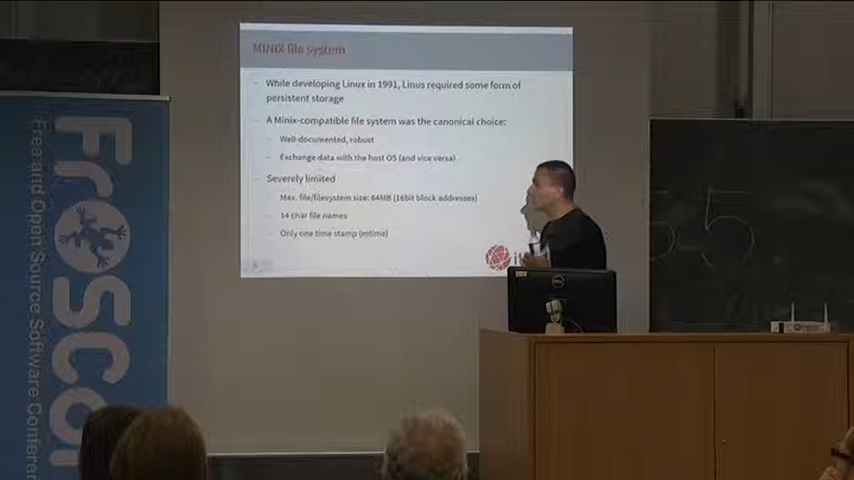 MINIX file system
– While developing Linux in 1991, Linus required some form of
persistent storage
– A Minix-compatible file system was the canonical choice:
– Well-documented, robust
– Exchange data with the host OS (and vice versa)
– Severely limited
– Max. file/filesystem size: 64MB (16bit block addresses)
– 14 char file names
– Only one time stamp (mtime)
FrOSCon
Free and Open Source Software Conferen
DELL